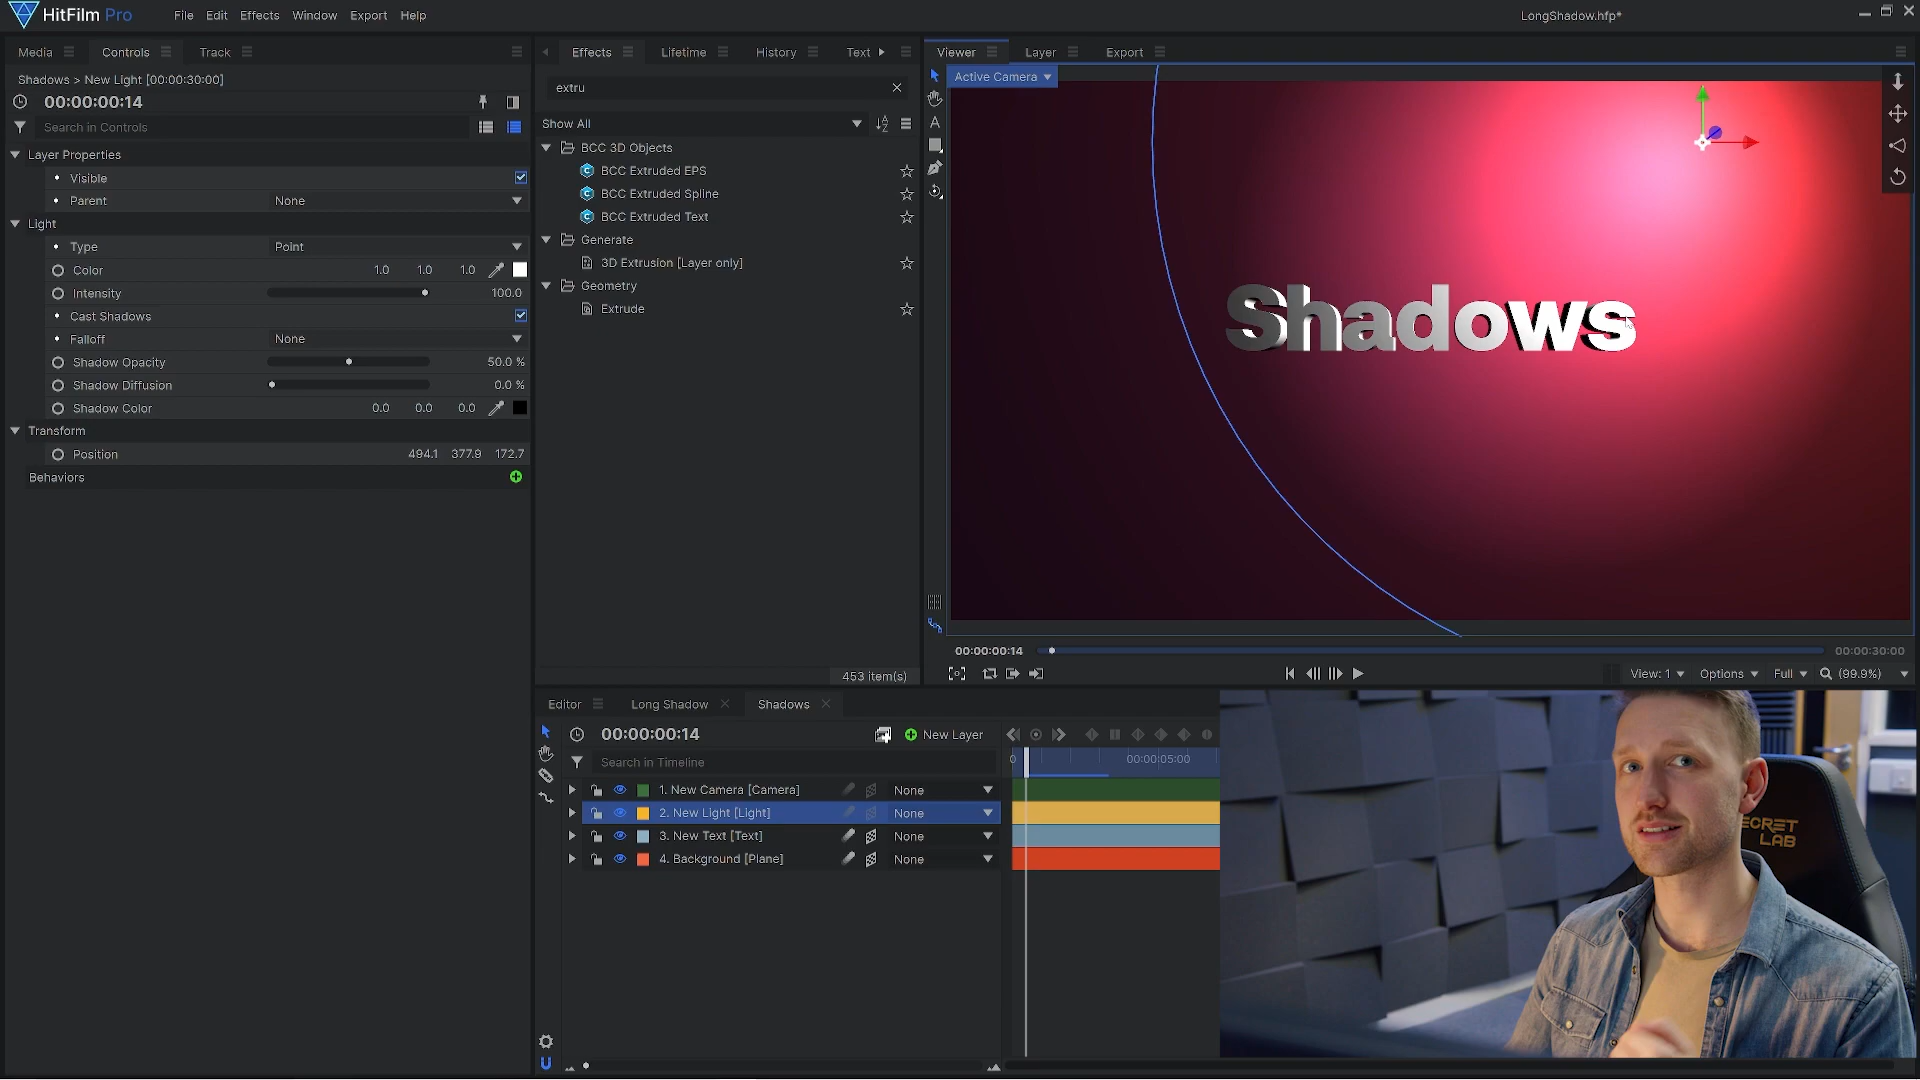 HitFilm Pro File Edit Effects Window Export Help LongShadow.hfp*
Media Controls Track
Shadows > New Light [00:00:30:00]
00:00:00:14
Search in Controls
Layer Properties
Visible
Parent None
Light
Type Point
Color 1.0 1.0 1.0
Intensity 100.0
Cast Shadows
Falloff None
Shadow Opacity 50.0 %
Shadow Diffusion 0.0 %
Shadow Color 0.0 0.0 0.0
Transform
Position 494.1 377.9 172.7
Behaviors
Effects Lifetime History Text
extru
Show All
BCC 3D Objects
BCC Extruded EPS
BCC Extruded Spline
BCC Extruded Text
Generate
3D Extrusion [Layer only]
Geometry
Extrude
453 item(s)
Viewer Layer Export
Active Camera
A
Shadows
00:00:00:14 00:00:30:00
View: 1 Options Full (99.9%)
Editor Long Shadow Shadows
00:00:00:14 New Layer
Search in Timeline
0 00:00:05:00
1. New Camera [Camera] None
2. New Light [Light] None
3. New Text [Text] None
4. Background [Plane] None
ECRET
LAB